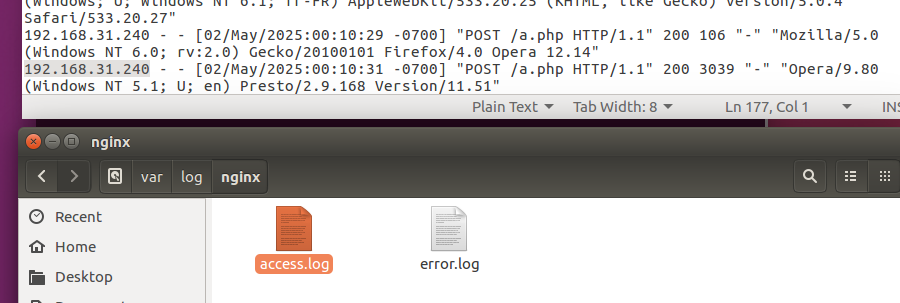 (Windows; U; Windows NT 6.1; fr-FR) AppleWebKit/533.20.25 (KHTML, like Gecko) Version/5.0.4
Safari/533.20.27"
192.168.31.240 - - [02/May/2025:00:10:29 -0700] "POST /a.php HTTP/1.1" 200 106 "-" "Mozilla/5.0
(Windows NT 6.0; rv:2.0) Gecko/20100101 Firefox/4.0 Opera 12.14"
192.168.31.240 - - [02/May/2025:00:10:31 -0700] "POST /a.php HTTP/1.1" 200 3039 "-" "Opera/9.80
(Windows NT 5.1; U; en) Presto/2.9.168 Version/11.51"
Plain Text Tab Width: 8 Ln 177, Col 1 INS
nginx
var log nginx
Recent
Home
Desktop
access.log error.log